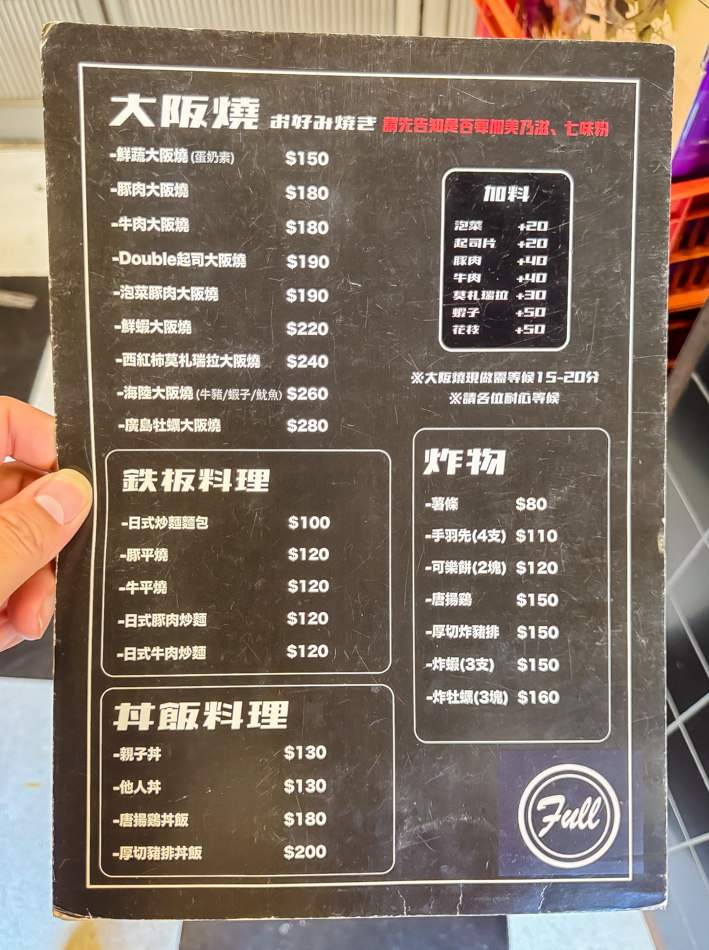 大阪燒 お好み焼き 請先告知是否要加美乃滋、七味粉
-鮮蔬大阪燒(蛋奶素) $150
-豚肉大阪燒 $180
-牛肉大阪燒 $180
-Double起司大阪燒 $190
-泡菜豚肉大阪燒 $190
-鮮蝦大阪燒 $220
-西紅柿莫札瑞拉大阪燒 $240
-海陸大阪燒(牛豬/蝦子/魷魚) $260
-廣島牡蠣大阪燒 $280
加料
泡菜 +20
起司片 +20
豚肉 +40
牛肉 +40
莫札瑞拉 +30
蝦子 +50
花枝 +50
※大阪燒現做需等候15-20分
※請各位耐心等候
鉄板料理
-日式炒麵麵包 $100
-豚平燒 $120
-牛平燒 $120
-日式豚肉炒麵 $120
-日式牛肉炒麵 $120
炸物
-薯條 $80
-手羽先(4支) $110
-可樂餅(2塊) $120
-唐揚鶏 $150
-厚切炸豬排 $150
-炸蝦(3支) $150
-炸牡蠣(3塊) $160
丼飯料理
-親子丼 $130
-他人丼 $130
-唐揚鶏丼飯 $180
-厚切豬排丼飯 $200
Full